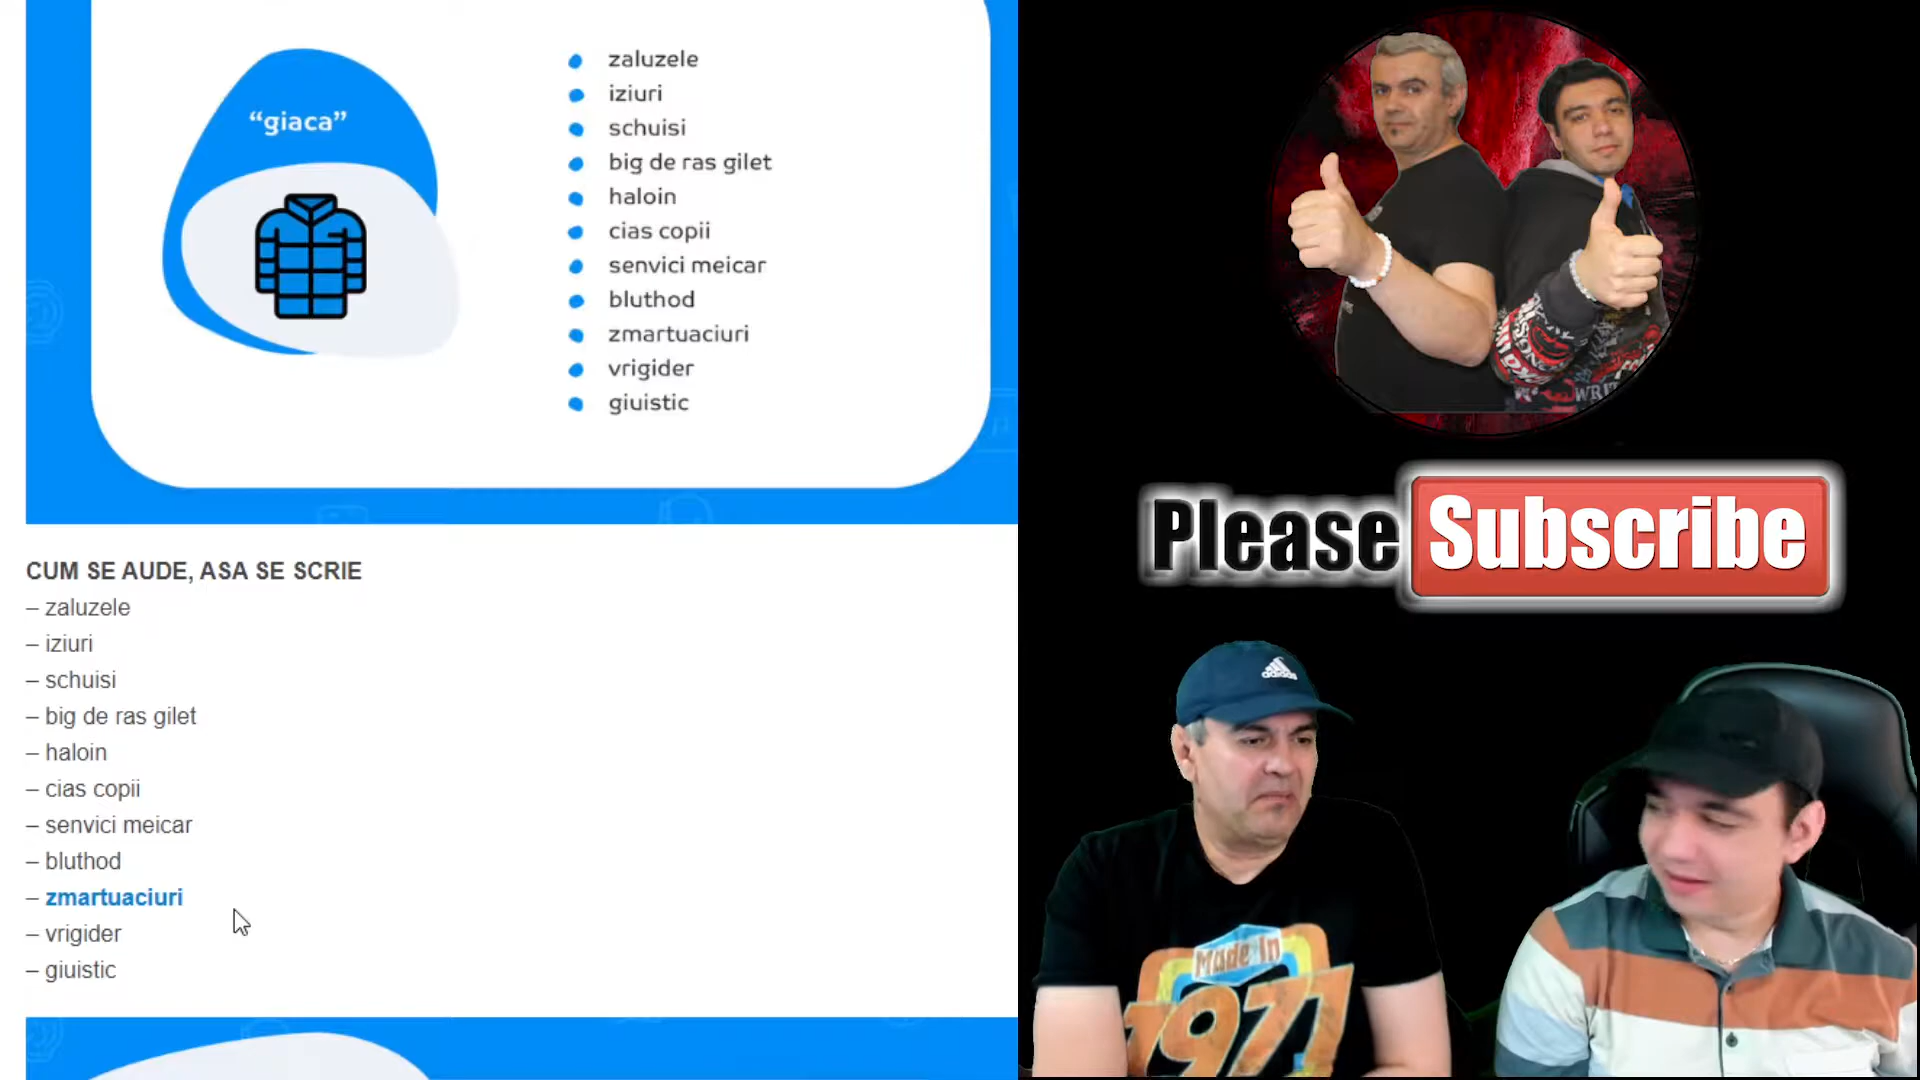 “giaca”
zaluzele
iziuri
schuisi
big de ras gilet
haloin
cias copii
senvici meicar
bluthod
zmartuaciuri
vrigider
giuistic
CUM SE AUDE, ASA SE SCRIE
– zaluzele
– iziuri
– schuisi
– big de ras gilet
– haloin
– cias copii
– senvici meicar
– bluthod
– zmartuaciuri
– vrigider
– giuistic
Please Subscribe
adidas
Made In
1971